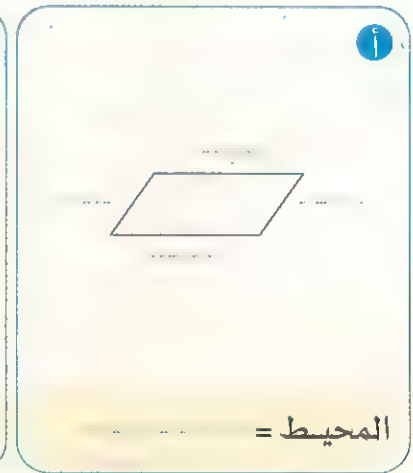 أ
المحيط =